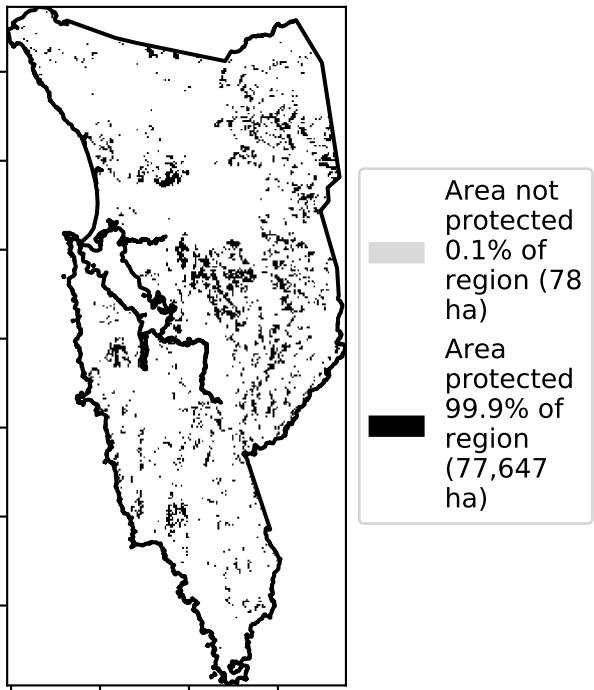 Area not
protected
0.1% of
region (78
ha)
Area
protected
99.9% of
region
(77,647
ha)